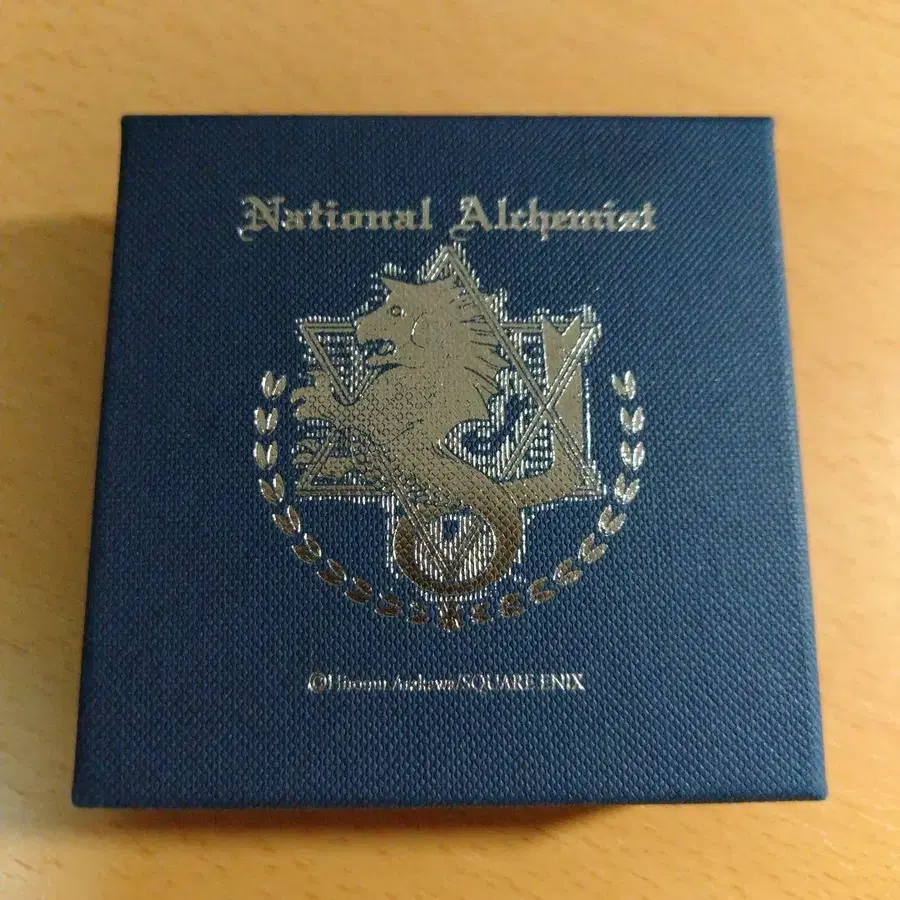 National Alchemist
©Hiromu Arakawa/SQUARE ENIX